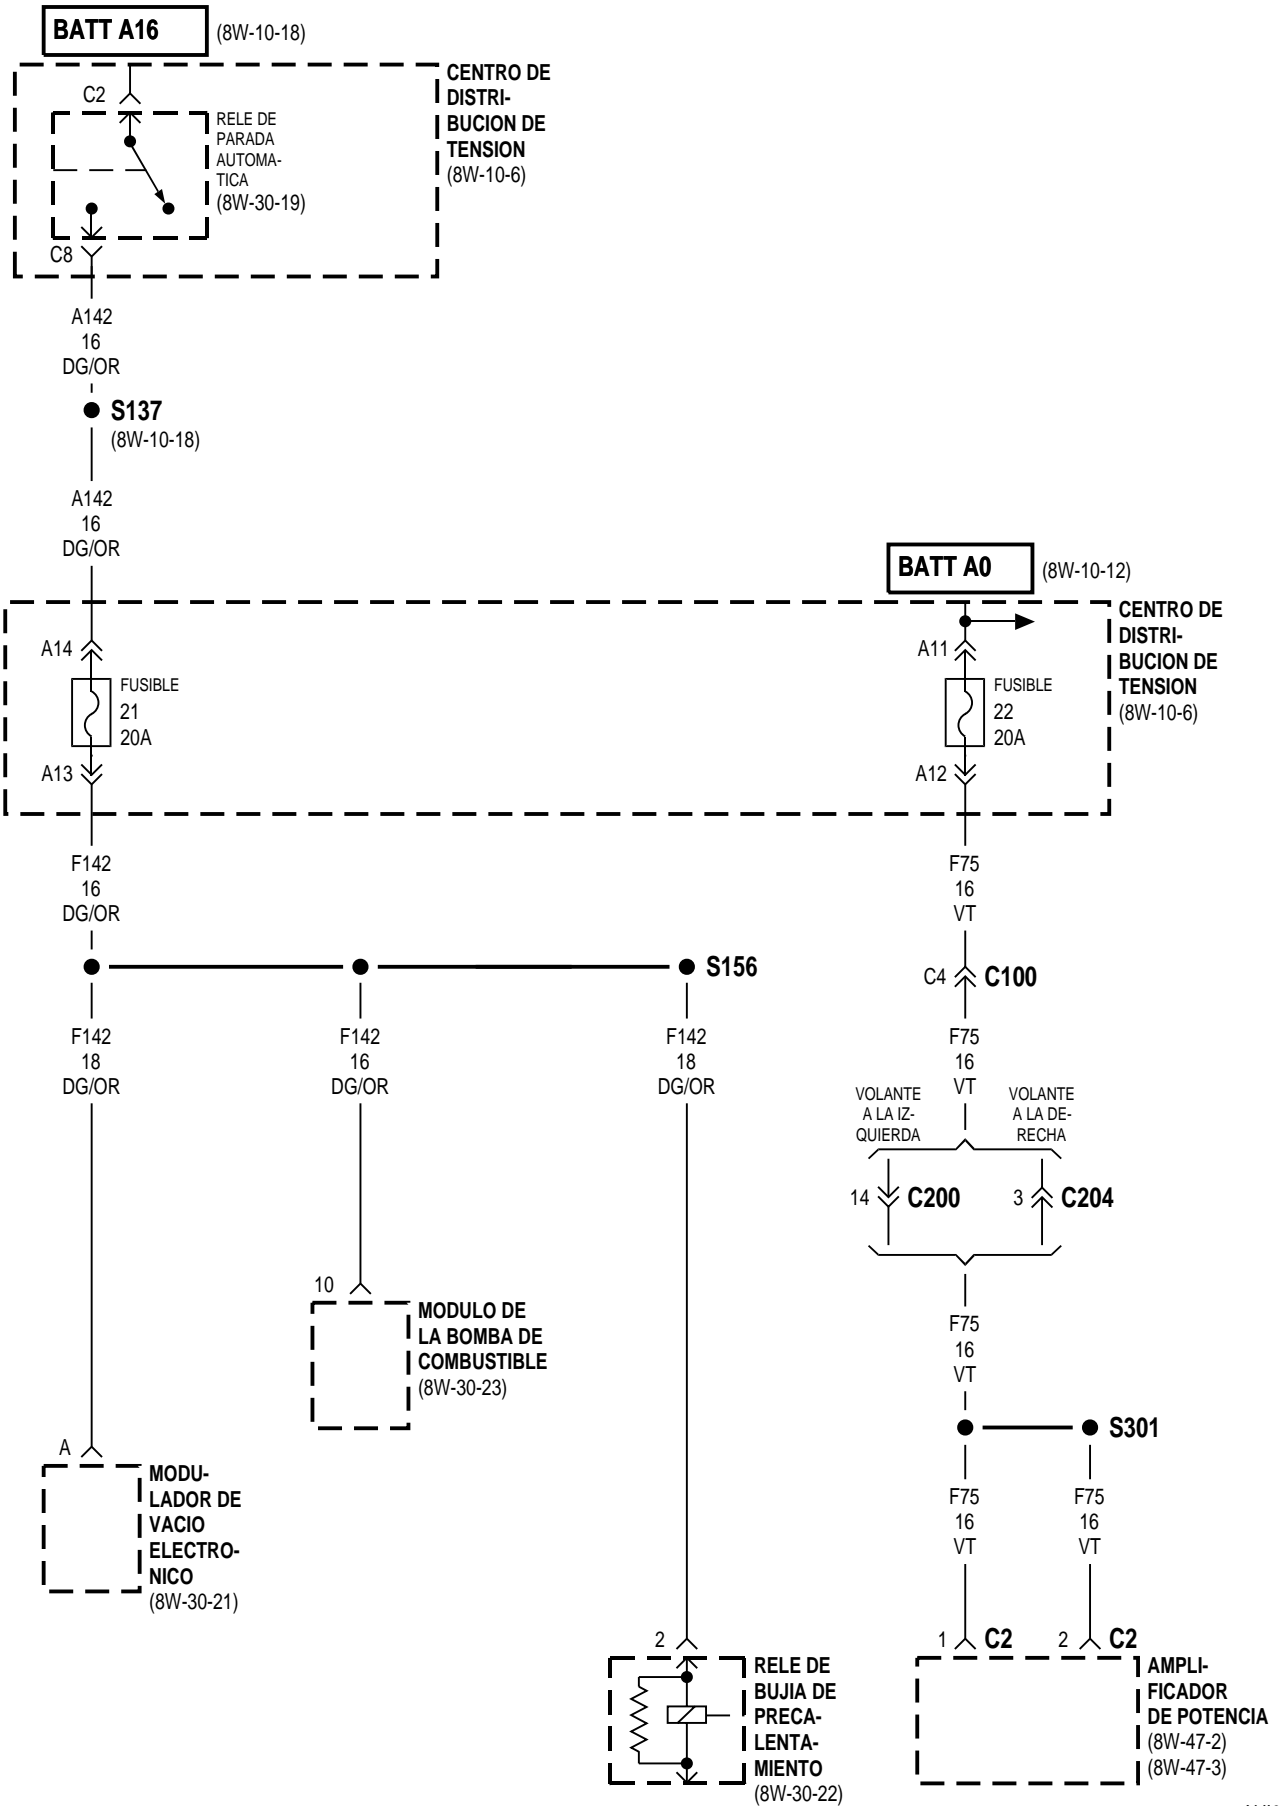 BATT A16
(8W-10-18)
CENTRO DE
DISTRI-
BUCION DE
TENSION
(8W-10-6)
C2
RELE DE
PARADA
AUTOMA-
TICA
(8W-30-19)
C8
A142
16
DG/OR
S137
(8W-10-18)
A142
16
DG/OR
BATT A0
(8W-10-12)
CENTRO DE
DISTRI-
BUCION DE
TENSION
(8W-10-6)
A14
FUSIBLE
21
20A
A13
A11
FUSIBLE
22
20A
A12
F142
16
DG/OR
F75
16
VT
S156
C4
C100
F142
18
DG/OR
F142
16
DG/OR
F142
18
DG/OR
F75
16
VT
VOLANTE
A LA IZ-
QUIERDA
VOLANTE
A LA DE-
RECHA
14
C200
3
C204
10
MODULO DE
LA BOMBA DE
COMBUSTIBLE
(8W-30-23)
F75
16
VT
S301
A
MODU-
LADOR DE
VACIO
ELECTRO-
NICO
(8W-30-21)
F75
16
VT
F75
16
VT
2
RELE DE
BUJIA DE
PRECA-
LENTA-
MIENTO
(8W-30-22)
1
C2
2
C2
AMPLI-
FICADOR
DE POTENCIA
(8W-47-2)
(8W-47-3)